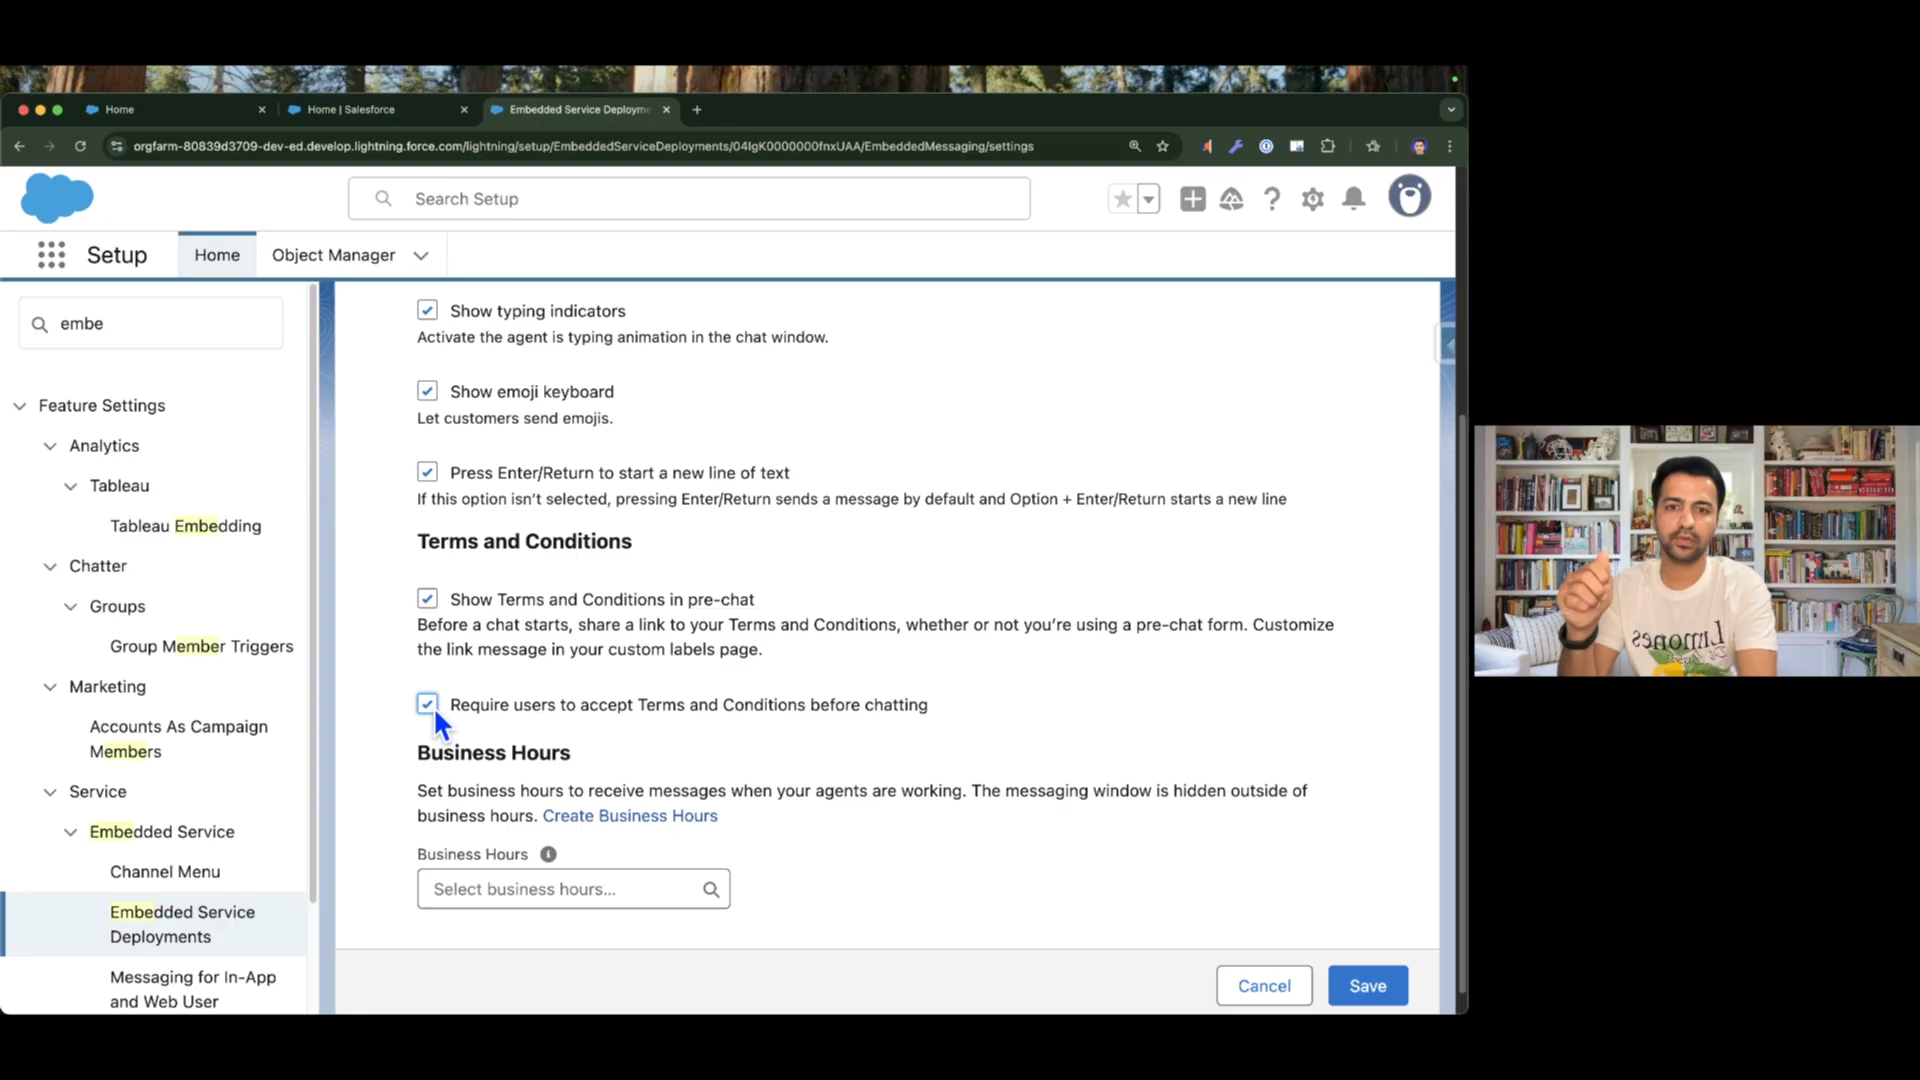 Home
Home | Salesforce
Embedded Service Deployme
orgfarm-80839d3709-dev-ed.develop.lightning.force.com/lightning/setup/EmbeddedServiceDeployments/04IgK0000000fnxUAA/EmbeddedMessaging/settings
Search Setup
Setup
Home
Object Manager
embe
Feature Settings
Analytics
Tableau
Tableau Embedding
Chatter
Groups
Group Member Triggers
Marketing
Accounts As Campaign
Members
Service
Embedded Service
Channel Menu
Embedded Service
Deployments
Messaging for In-App
and Web User
Show typing indicators
Activate the agent is typing animation in the chat window.
Show emoji keyboard
Let customers send emojis.
Press Enter/Return to start a new line of text
If this option isn't selected, pressing Enter/Return sends a message by default and Option + Enter/Return starts a new line
Terms and Conditions
Show Terms and Conditions in pre-chat
Before a chat starts, share a link to your Terms and Conditions, whether or not you're using a pre-chat form. Customize
the link message in your custom labels page.
Require users to accept Terms and Conditions before chatting
Business Hours
Set business hours to receive messages when your agents are working. The messaging window is hidden outside of
business hours. Create Business Hours
Business Hours
Select business hours...
Cancel
Save
Limones